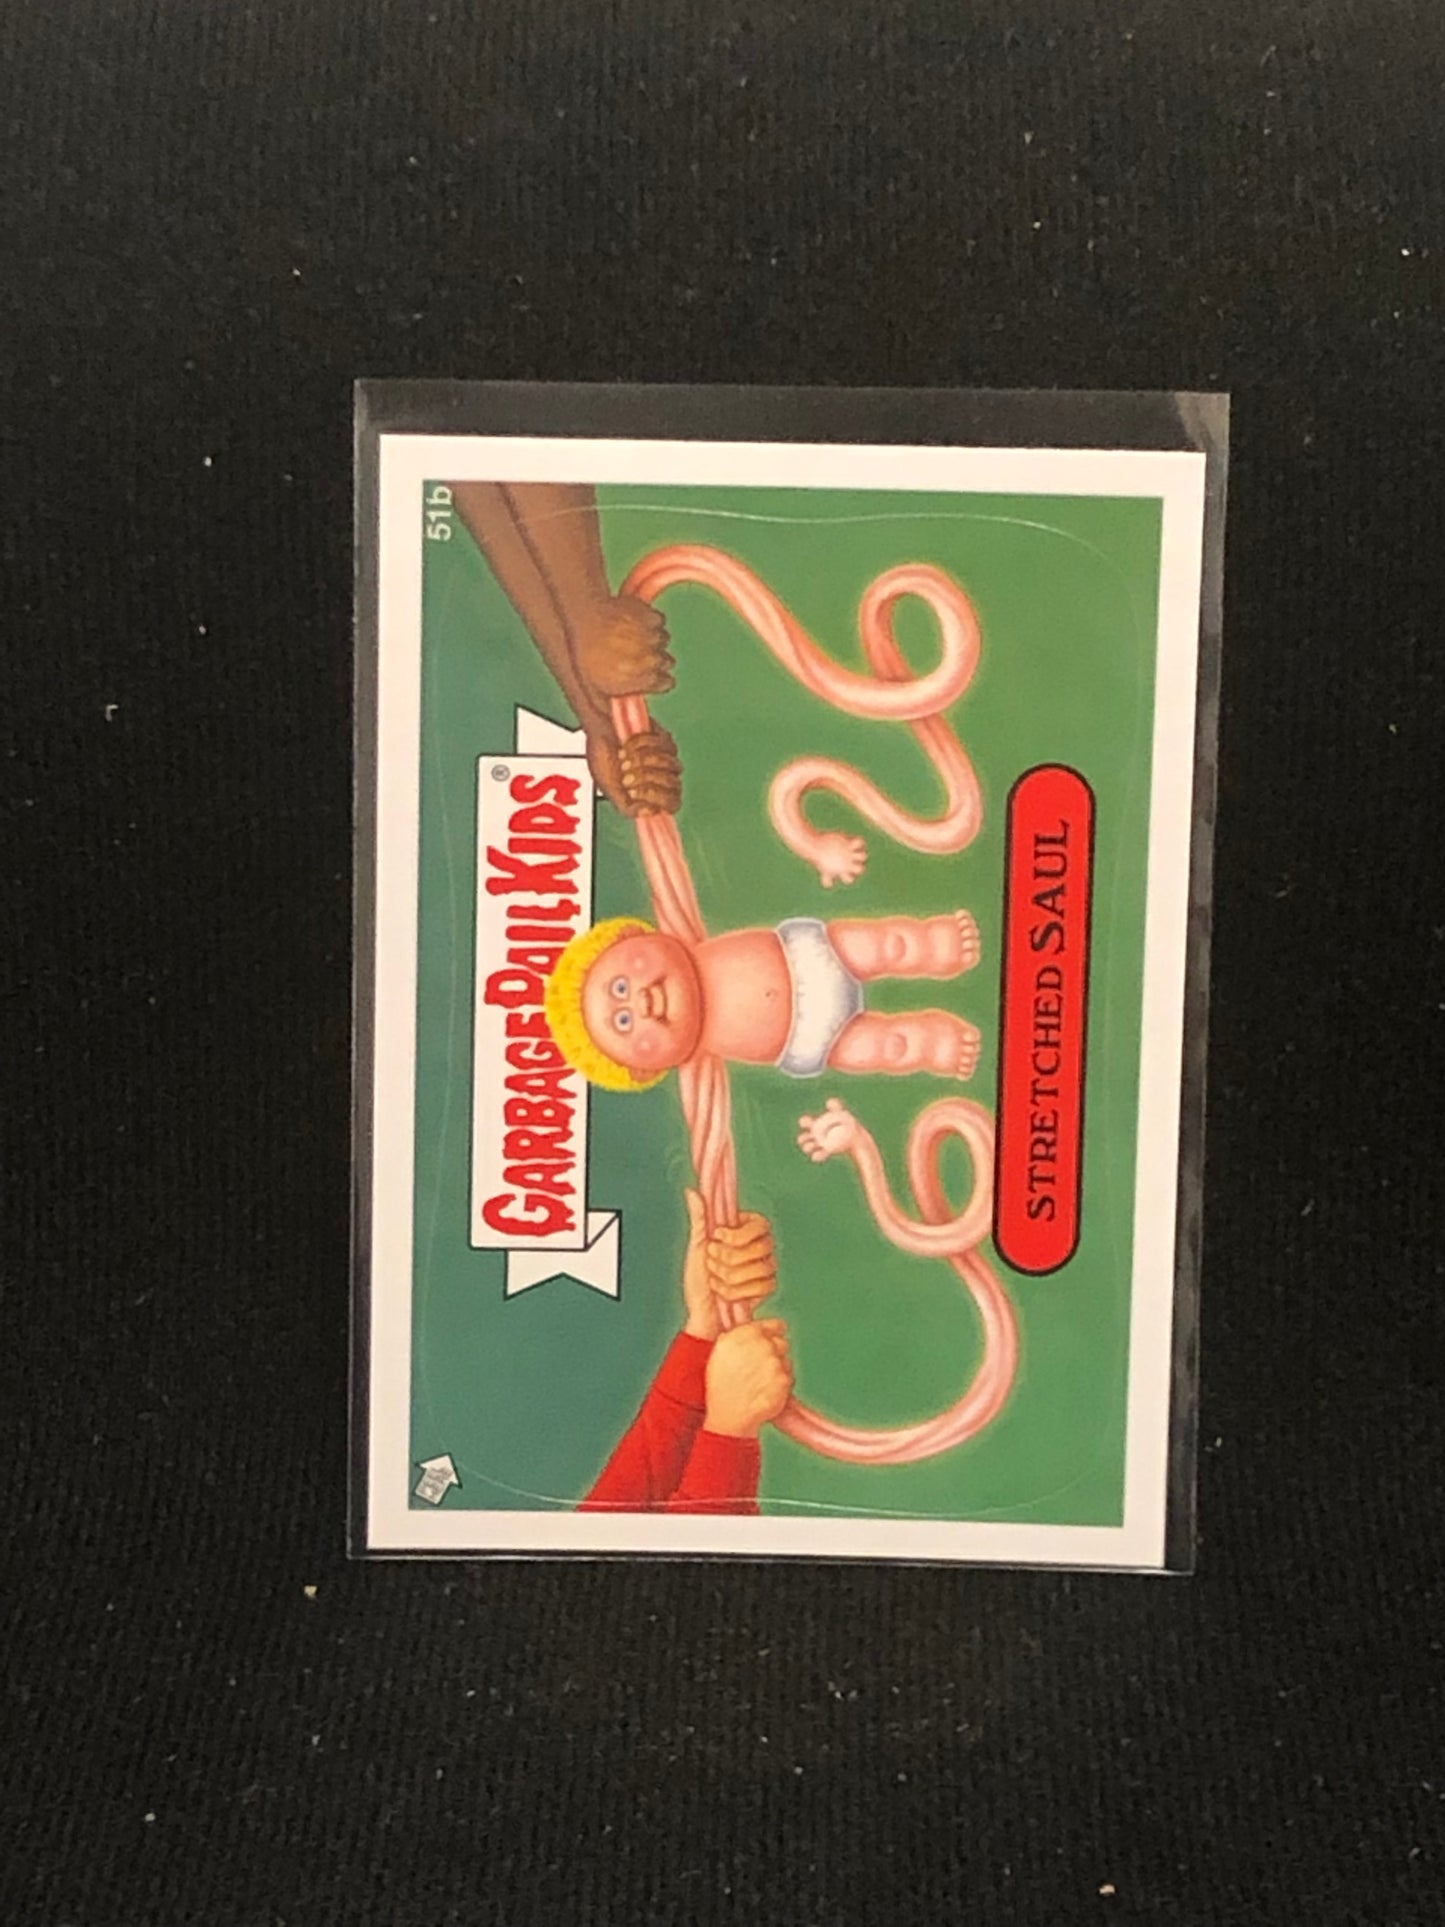 51b
GARBAGE PAIL KIDS®
STRETCHED SAUL